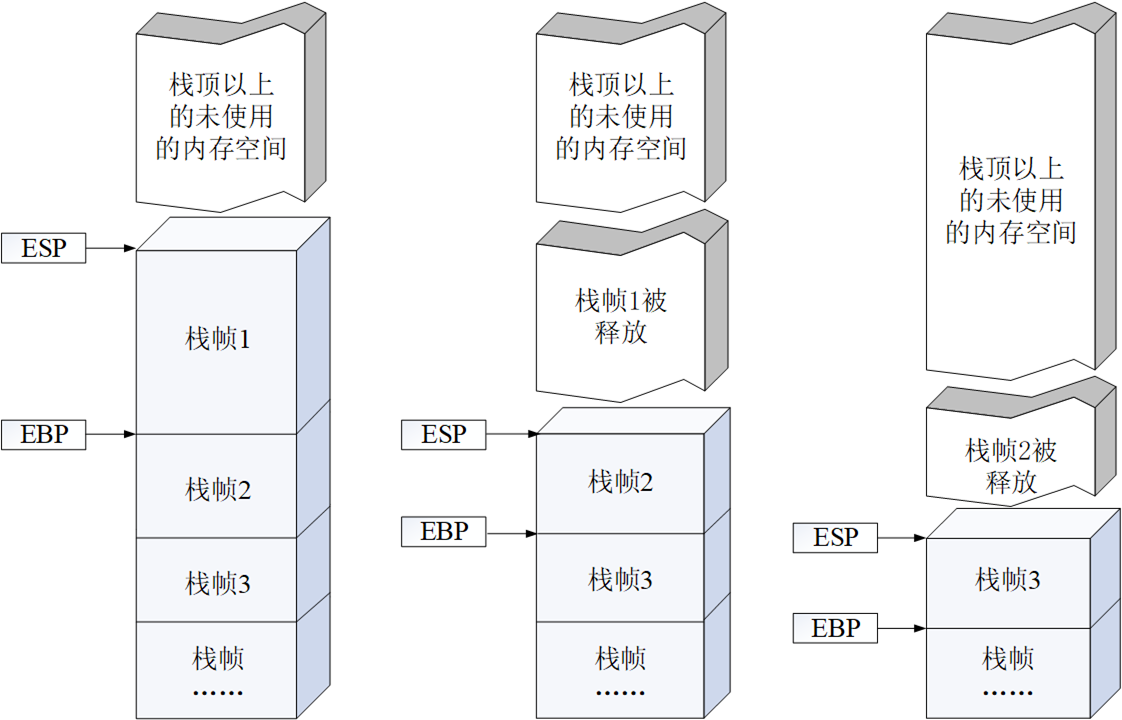 栈顶以上
的未使用
的内存空间
ESP
栈帧1
EBP
栈帧2
栈帧3
栈帧
……
栈顶以上
的未使用
的内存空间
栈帧1被
释放
ESP
栈帧2
EBP
栈帧3
栈帧
……
栈顶以上
的未使用
的内存空间
栈帧2被
释放
ESP
栈帧3
EBP
栈帧
……